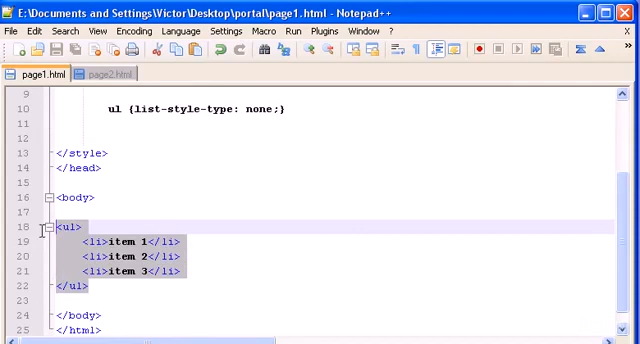 E:\Documents and Settings\Victor\Desktop\portal\page1.html - Notepad++
File Edit Search View Encoding Language Settings Macro Run Plugins Window ? X
page1.html page2.html
9
10 ul {list-style-type: none;}
11
12
13 </style>
14 </head>
15
16 <body>
17
18 <ul>
19 <li>item 1</li>
20 <li>item 2</li>
21 <li>item 3</li>
22 </ul>
23
24 </body>
25 </html>